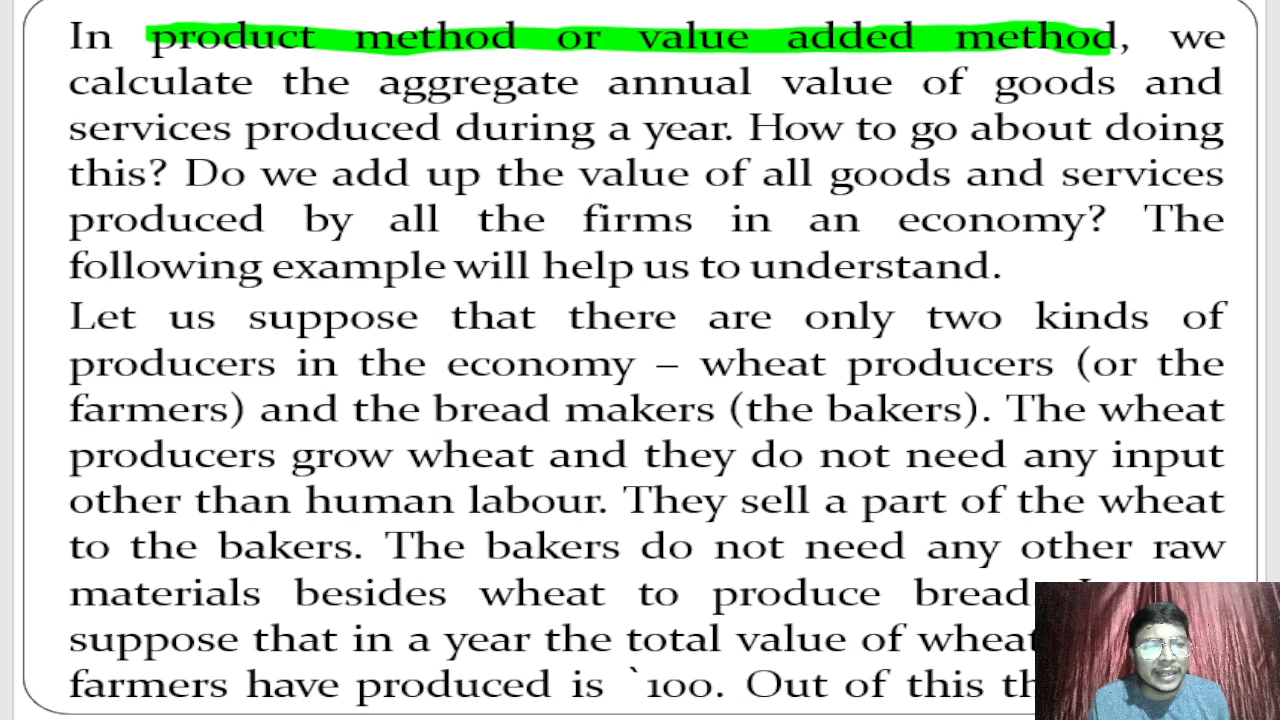 In product method or value added method, we
calculate the aggregate annual value of goods and
services produced during a year. How to go about doing
this? Do we add up the value of all goods and services
produced by all the firms in an economy? The
following example will help us to understand.
Let us suppose that there are only two kinds of
producers in the economy – wheat producers (or the
farmers) and the bread makers (the bakers). The wheat
producers grow wheat and they do not need any input
other than human labour. They sell a part of the wheat
to the bakers. The bakers do not need any other raw
materials besides wheat to produce bread
suppose that in a year the total value of wheat
farmers have produced is `100. Out of this